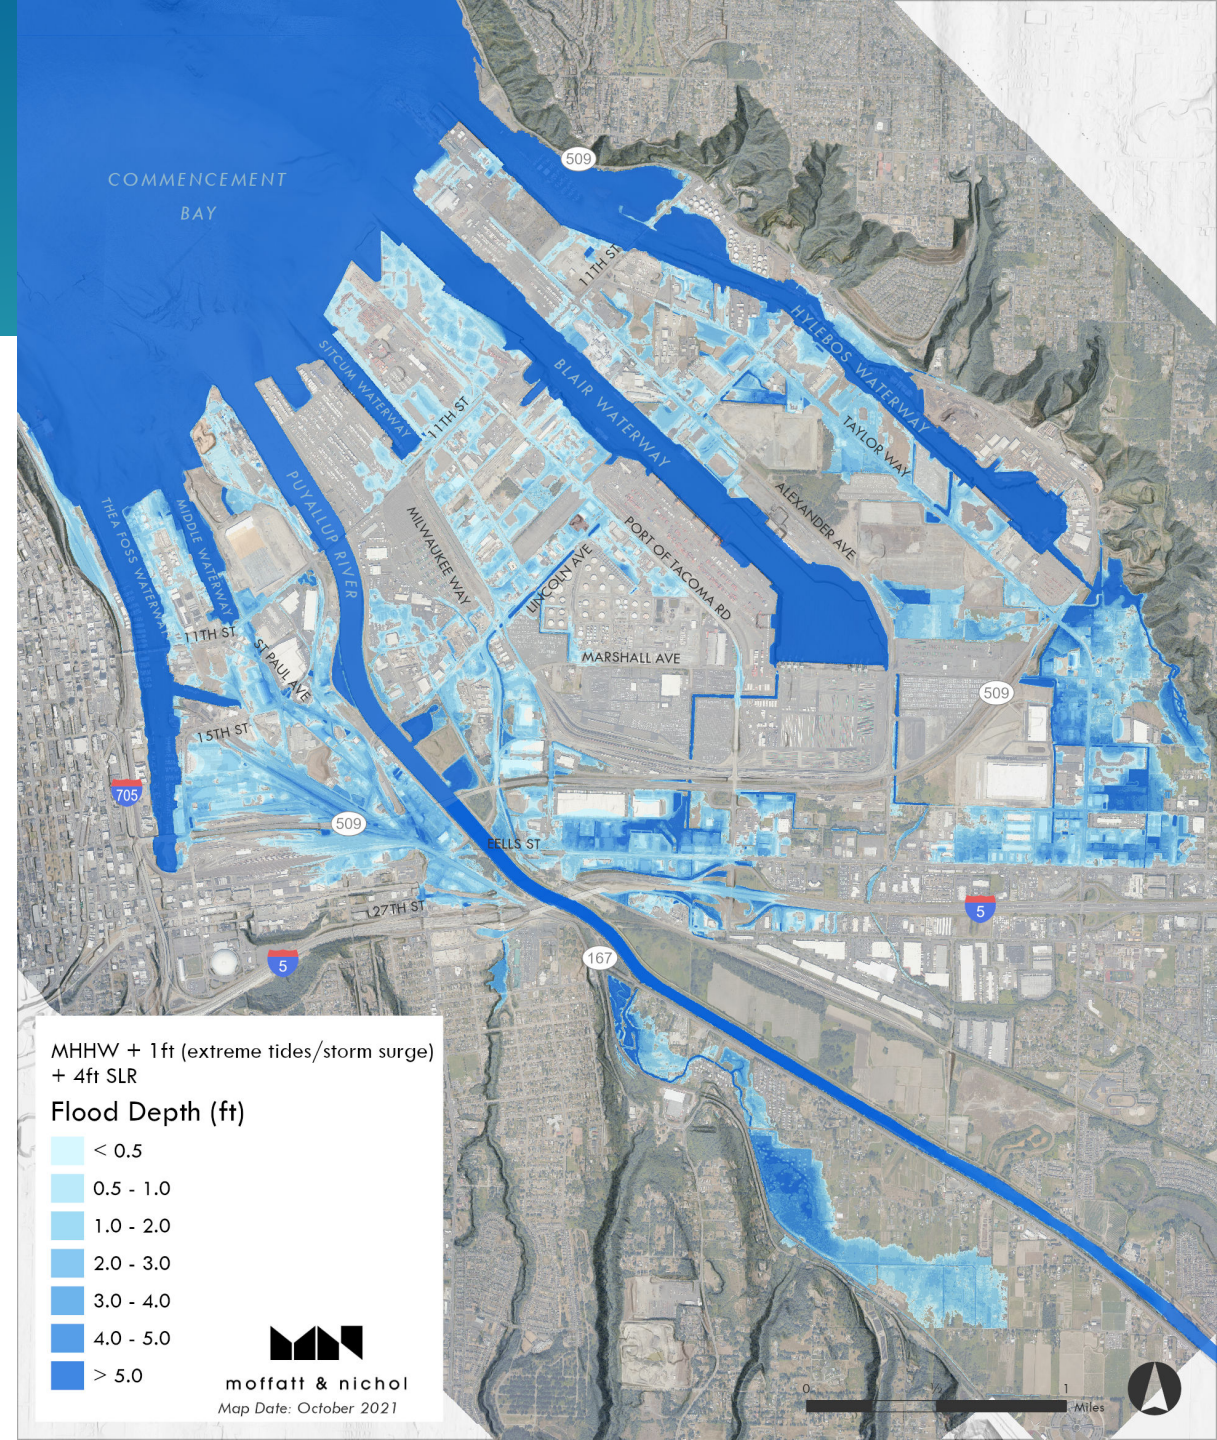 COMMENCEMENT
BAY
509
11TH ST
HYLEBOS WATERWAY
SITCUM WATERWAY
BLAIR WATERWAY
11TH ST
TAYLOR WAY
PUYALLUP RIVER
THEA FOSS WATERWAY
MIDDLE WATERWAY
MILWAUKEE WAY
ALEXANDER AVE
PORT OF TACOMA RD
LINCOLN AVE
11TH ST
ST PAUL AVE
MARSHALL AVE
509
15TH ST
705
509
EELLS ST
27TH ST
5
5
167
MHHW + 1ft (extreme tides/storm surge)
+ 4ft SLR
Flood Depth (ft)
< 0.5
0.5 - 1.0
1.0 - 2.0
2.0 - 3.0
3.0 - 4.0
4.0 - 5.0
> 5.0
moffatt & nichol
Map Date: October 2021
0
1
Miles